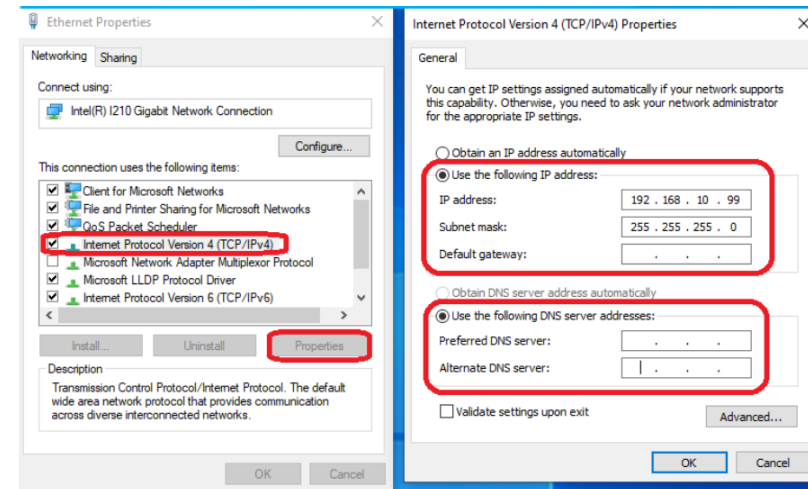 Ethernet Properties
Networking Sharing
Connect using:
Intel(R) I210 Gigabit Network Connection
Configure...
This connection uses the following items:
Client for Microsoft Networks
File and Printer Sharing for Microsoft Networks
QoS Packet Scheduler
Internet Protocol Version 4 (TCP/IPv4)
Microsoft Network Adapter Multiplexor Protocol
Microsoft LLDP Protocol Driver
Internet Protocol Version 6 (TCP/IPv6)
Install... Uninstall Properties
Description
Transmission Control Protocol/Internet Protocol. The default
wide area network protocol that provides communication
across diverse interconnected networks.
OK Cancel
Internet Protocol Version 4 (TCP/IPv4) Properties
General
You can get IP settings assigned automatically if your network supports
this capability. Otherwise, you need to ask your network administrator
for the appropriate IP settings.
Obtain an IP address automatically
Use the following IP address:
IP address: 192 . 168 . 10 . 99
Subnet mask: 255 . 255 . 255 . 0
Default gateway: . . .
Obtain DNS server address automatically
Use the following DNS server addresses:
Preferred DNS server: . . .
Alternate DNS server: . . .
Validate settings upon exit
Advanced...
OK Cancel